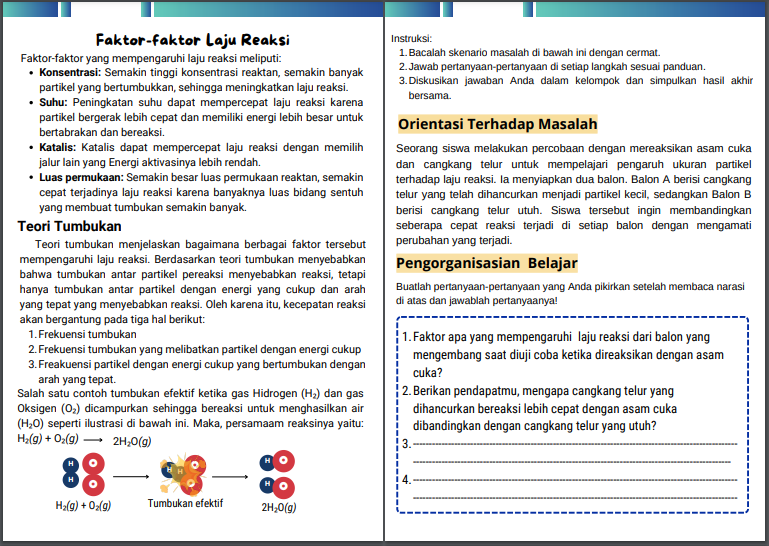 Faktor-faktor Laju Reaksi
Faktor-faktor yang mempengaruhi laju reaksi meliputi:
• Konsentrasi: Semakin tinggi konsentrasi reaktan, semakin banyak
partikel yang bertumbukkan, sehingga meningkatkan laju reaksi.
• Suhu: Peningkatan suhu dapat mempercepat laju reaksi karena
partikel bergerak lebih cepat dan memiliki energi lebih besar untuk
bertabrakan dan bereaksi.
• Katalis: Katalis dapat mempercepat laju reaksi dengan memilih
jalur lain yang Energi aktivasinya lebih rendah.
• Luas permukaan: Semakin besar luas permukaan reaktan, semakin
cepat terjadinya laju reaksi karena banyaknya luas bidang sentuh
yang membuat tumbukan semakin banyak.
Teori Tumbukan
Teori tumbukan menjelaskan bagaimana berbagai faktor tersebut
mempengaruhi laju reaksi. Berdasarkan teori tumbukan menyebabkan
bahwa tumbukan antar partikel pereaksi menyebabkan reaksi, tetapi
hanya tumbukan antar partikel dengan energi yang cukup dan arah
yang tepat yang menyebabkan reaksi. Oleh karena itu, kecepatan reaksi
akan bergantung pada tiga hal berikut:
1. Frekuensi tumbukan
2. Frekuensi tumbukan yang melibatkan partikel dengan energi cukup
3. Freakuensi partikel dengan energi cukup yang bertumbukan dengan
arah yang tepat.
Salah satu contoh tumbukan efektif ketika gas Hidrogen (H₂) dan gas
Oksigen (O₂) dicampurkan sehingga bereaksi untuk menghasilkan air
(H₂O) seperti ilustrasi di bawah ini. Maka, persamaam reaksinya yaitu:
H₂(g) + O₂(g) ⟶ 2H₂O(g)
H O H H O
H O H O
H₂(g) + O₂(g)
Tumbukan efektif
2H₂O(g)
Instruksi:
1. Bacalah skenario masalah di bawah ini dengan cermat.
2. Jawab pertanyaan-pertanyaan di setiap langkah sesuai panduan.
3. Diskusikan jawaban Anda dalam kelompok dan simpulkan hasil akhir
bersama.
Orientasi Terhadap Masalah
Seorang siswa melakukan percobaan dengan mereaksikan asam cuka
dan cangkang telur untuk mempelajari pengaruh ukuran partikel
terhadap laju reaksi. Ia menyiapkan dua balon. Balon A berisi cangkang
telur yang telah dihancurkan menjadi partikel kecil, sedangkan Balon B
berisi cangkang telur utuh. Siswa tersebut ingin membandingkan
seberapa cepat reaksi terjadi di setiap balon dengan mengamati
perubahan yang terjadi.
Pengorganisasian Belajar
Buatlah pertanyaan-pertanyaan yang Anda pikirkan setelah membaca narasi
di atas dan jawablah pertanyaanya!
1. Faktor apa yang mempengaruhi laju reaksi dari balon yang
mengembang saat diuji coba ketika direaksikan dengan asam
cuka?
2. Berikan pendapatmu, mengapa cangkang telur yang
dihancurkan bereaksi lebih cepat dengan asam cuka
dibandingkan dengan cangkang telur yang utuh?
3.
4.